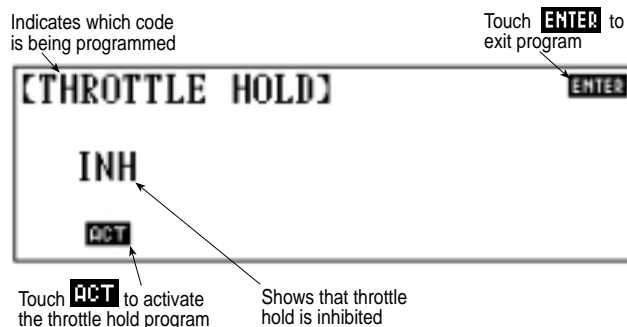 Indicates which code
is being programmed
Touch ENTER to
exit program
[THROTTLE HOLD]
ENTER
INH
ACT
Touch ACT to activate
the throttle hold program
Shows that throttle
hold is inhibited